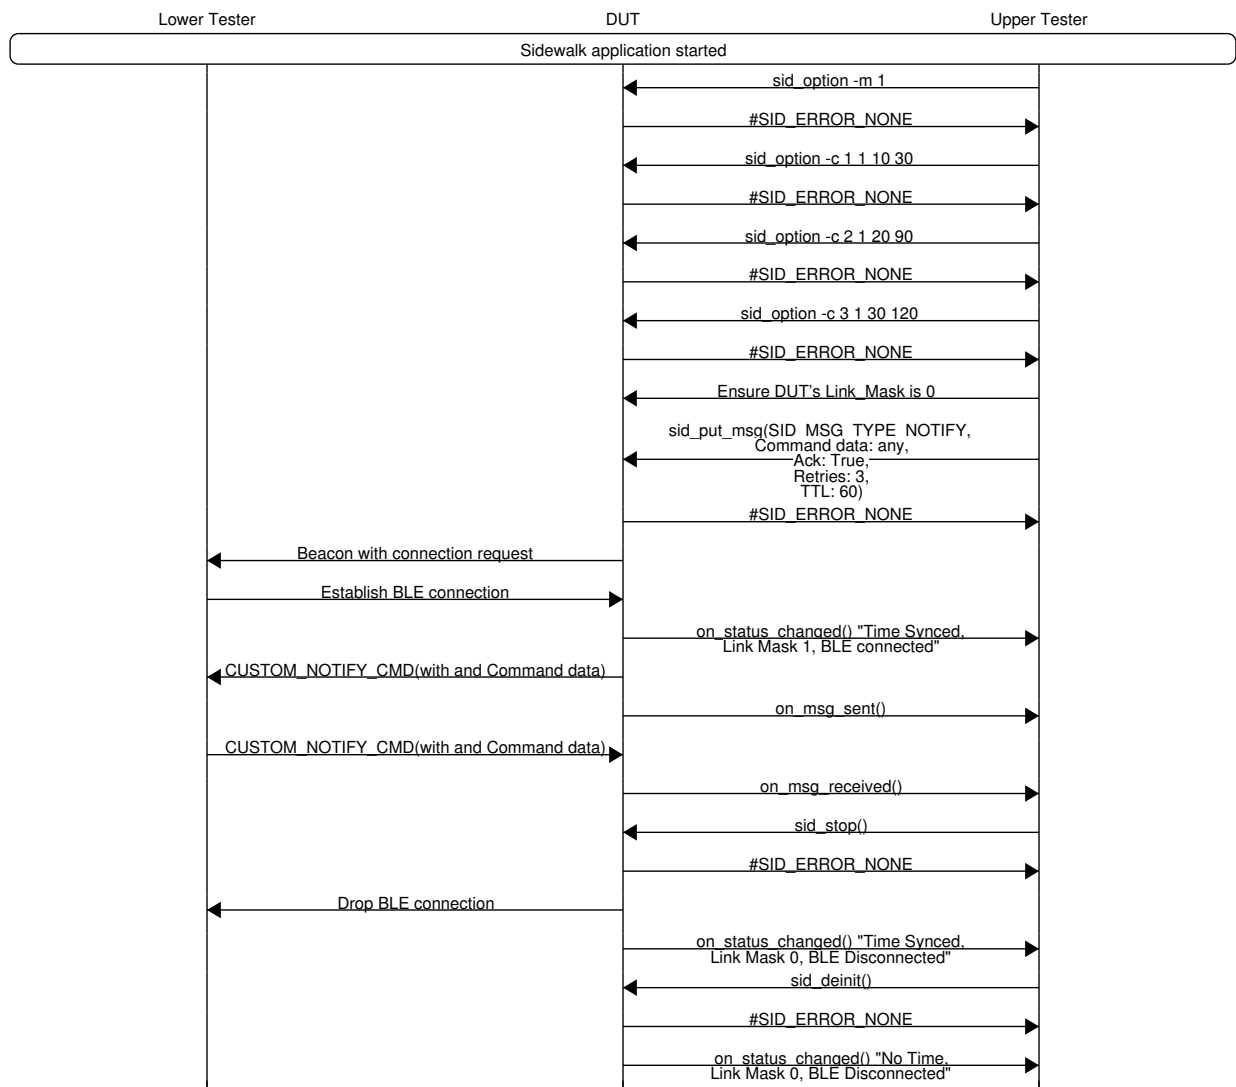 Lower Tester DUT Upper Tester
Sidewalk application started
sid_option -m 1
#SID_ERROR_NONE
sid_option -c 1 1 10 30
#SID_ERROR_NONE
sid_option -c 2 1 20 90
#SID_ERROR_NONE
sid_option -c 3 1 30 120
#SID_ERROR_NONE
Ensure DUT's Link_Mask is 0
sid_put_msg(SID_MSG_TYPE_NOTIFY,
Command data: any,
Ack: True,
Retries: 3,
TTL: 60)
#SID_ERROR_NONE
Beacon with connection request
Establish BLE connection
on_status_changed() "Time Synced,
Link Mask 1, BLE connected"
CUSTOM_NOTIFY_CMD(with and Command data)
on_msg_sent()
CUSTOM_NOTIFY_CMD(with and Command data)
on_msg_received()
sid_stop()
#SID_ERROR_NONE
Drop BLE connection
on_status_changed() "Time Synced,
Link Mask 0, BLE Disconnected"
sid_deinit()
#SID_ERROR_NONE
on_status_changed() "No Time,
Link Mask 0, BLE Disconnected"